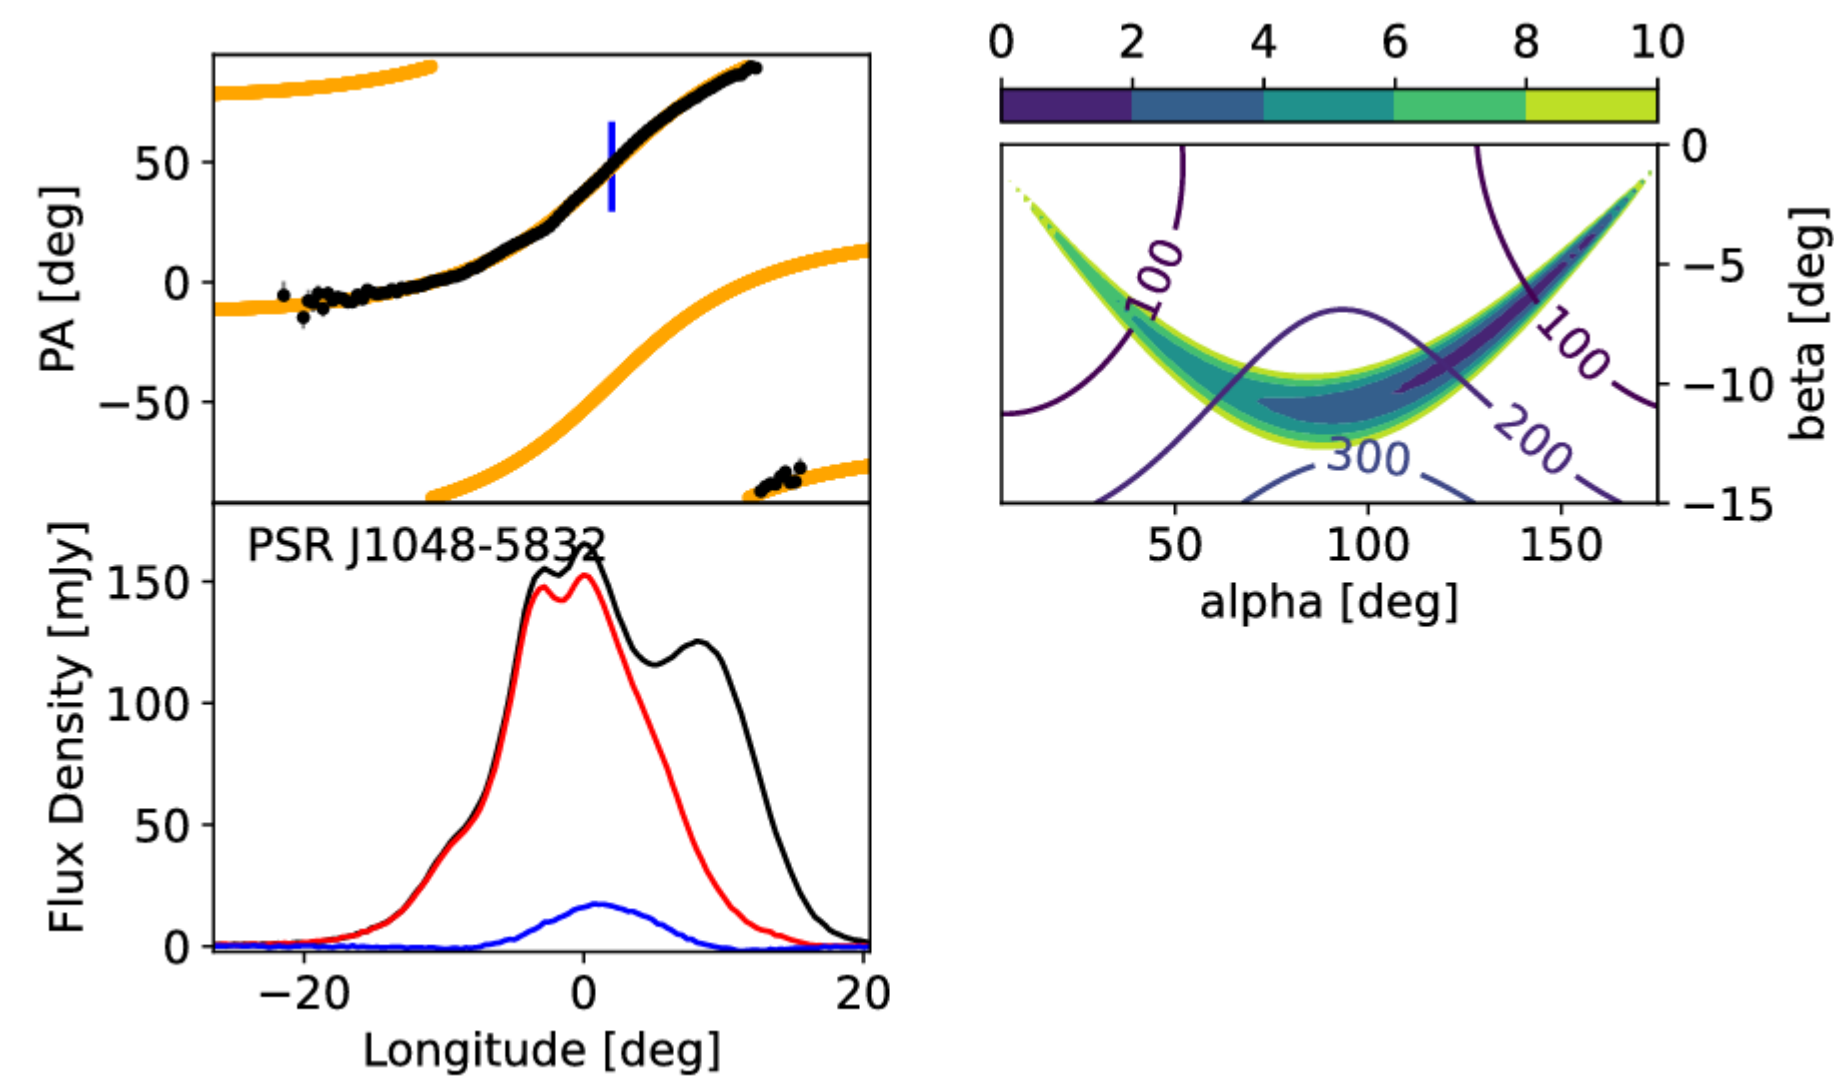 PA [deg]
50
0
−50
PSR J1048-5832
Flux Density [mJy]
150
100
50
0
−20 0 20
Longitude [deg]
0 2 4 6 8 10
100
100
200
300
0
−5
−10
−15
beta [deg]
50 100 150
alpha [deg]